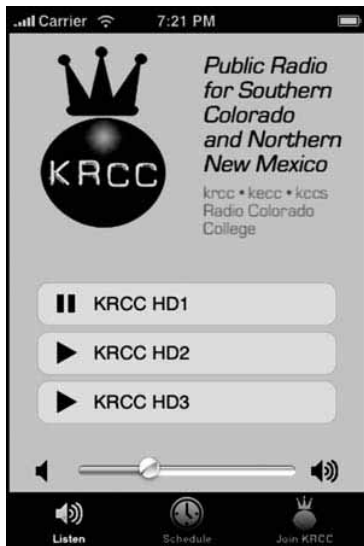 Carrier 7:21 PM
KRCC
Public Radio
for Southern
Colorado
and Northern
New Mexico
krcc • kecc • kccs
Radio Colorado
College
KRCC HD1
KRCC HD2
KRCC HD3
Listen Schedule Join KRCC